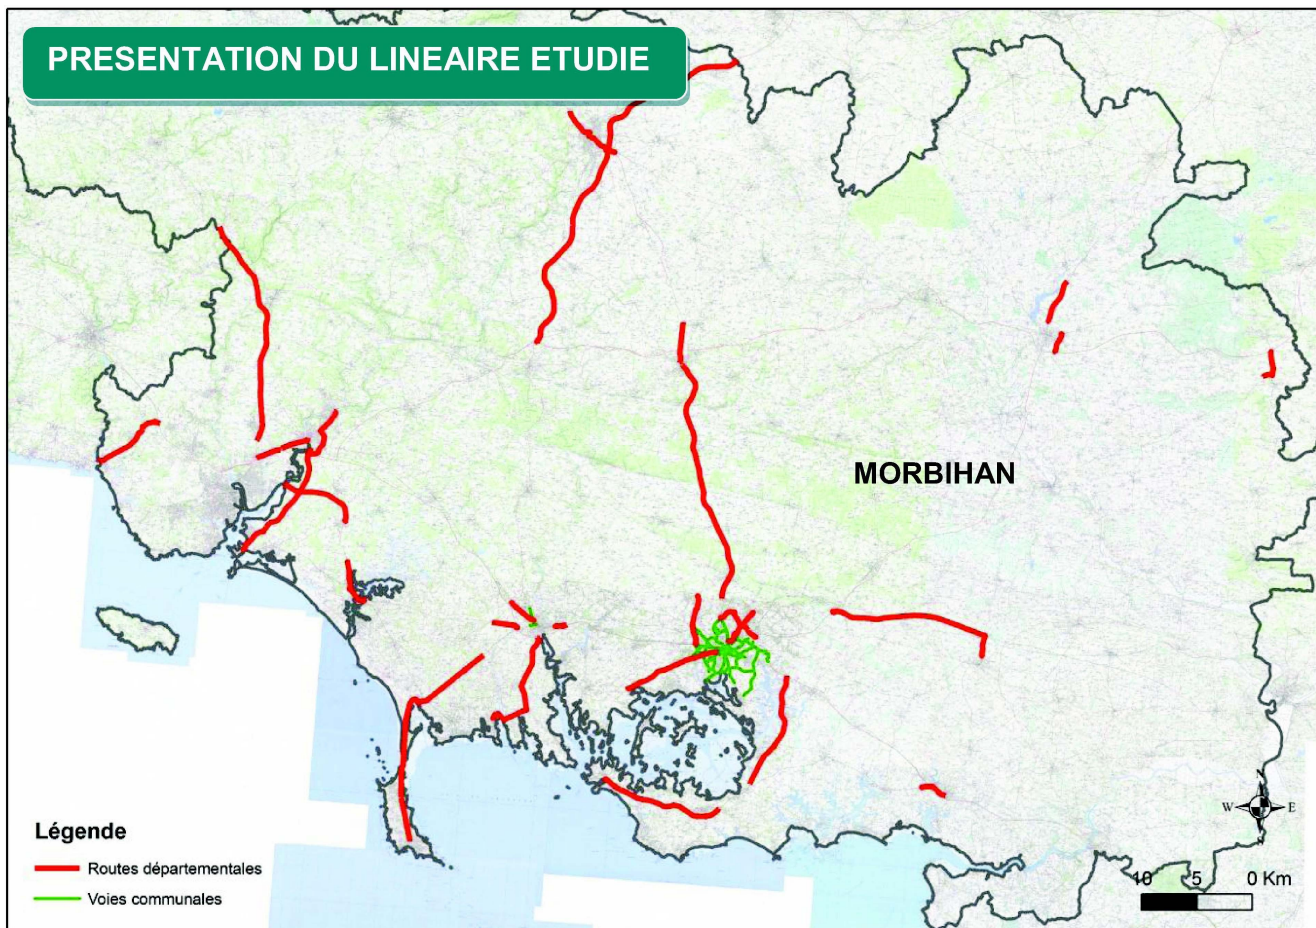 PRESENTATION DU LINEAIRE ETUDIE
MORBIHAN
Légende
Routes départementales
Voies communales
N
W E
S
10 5 0 Km